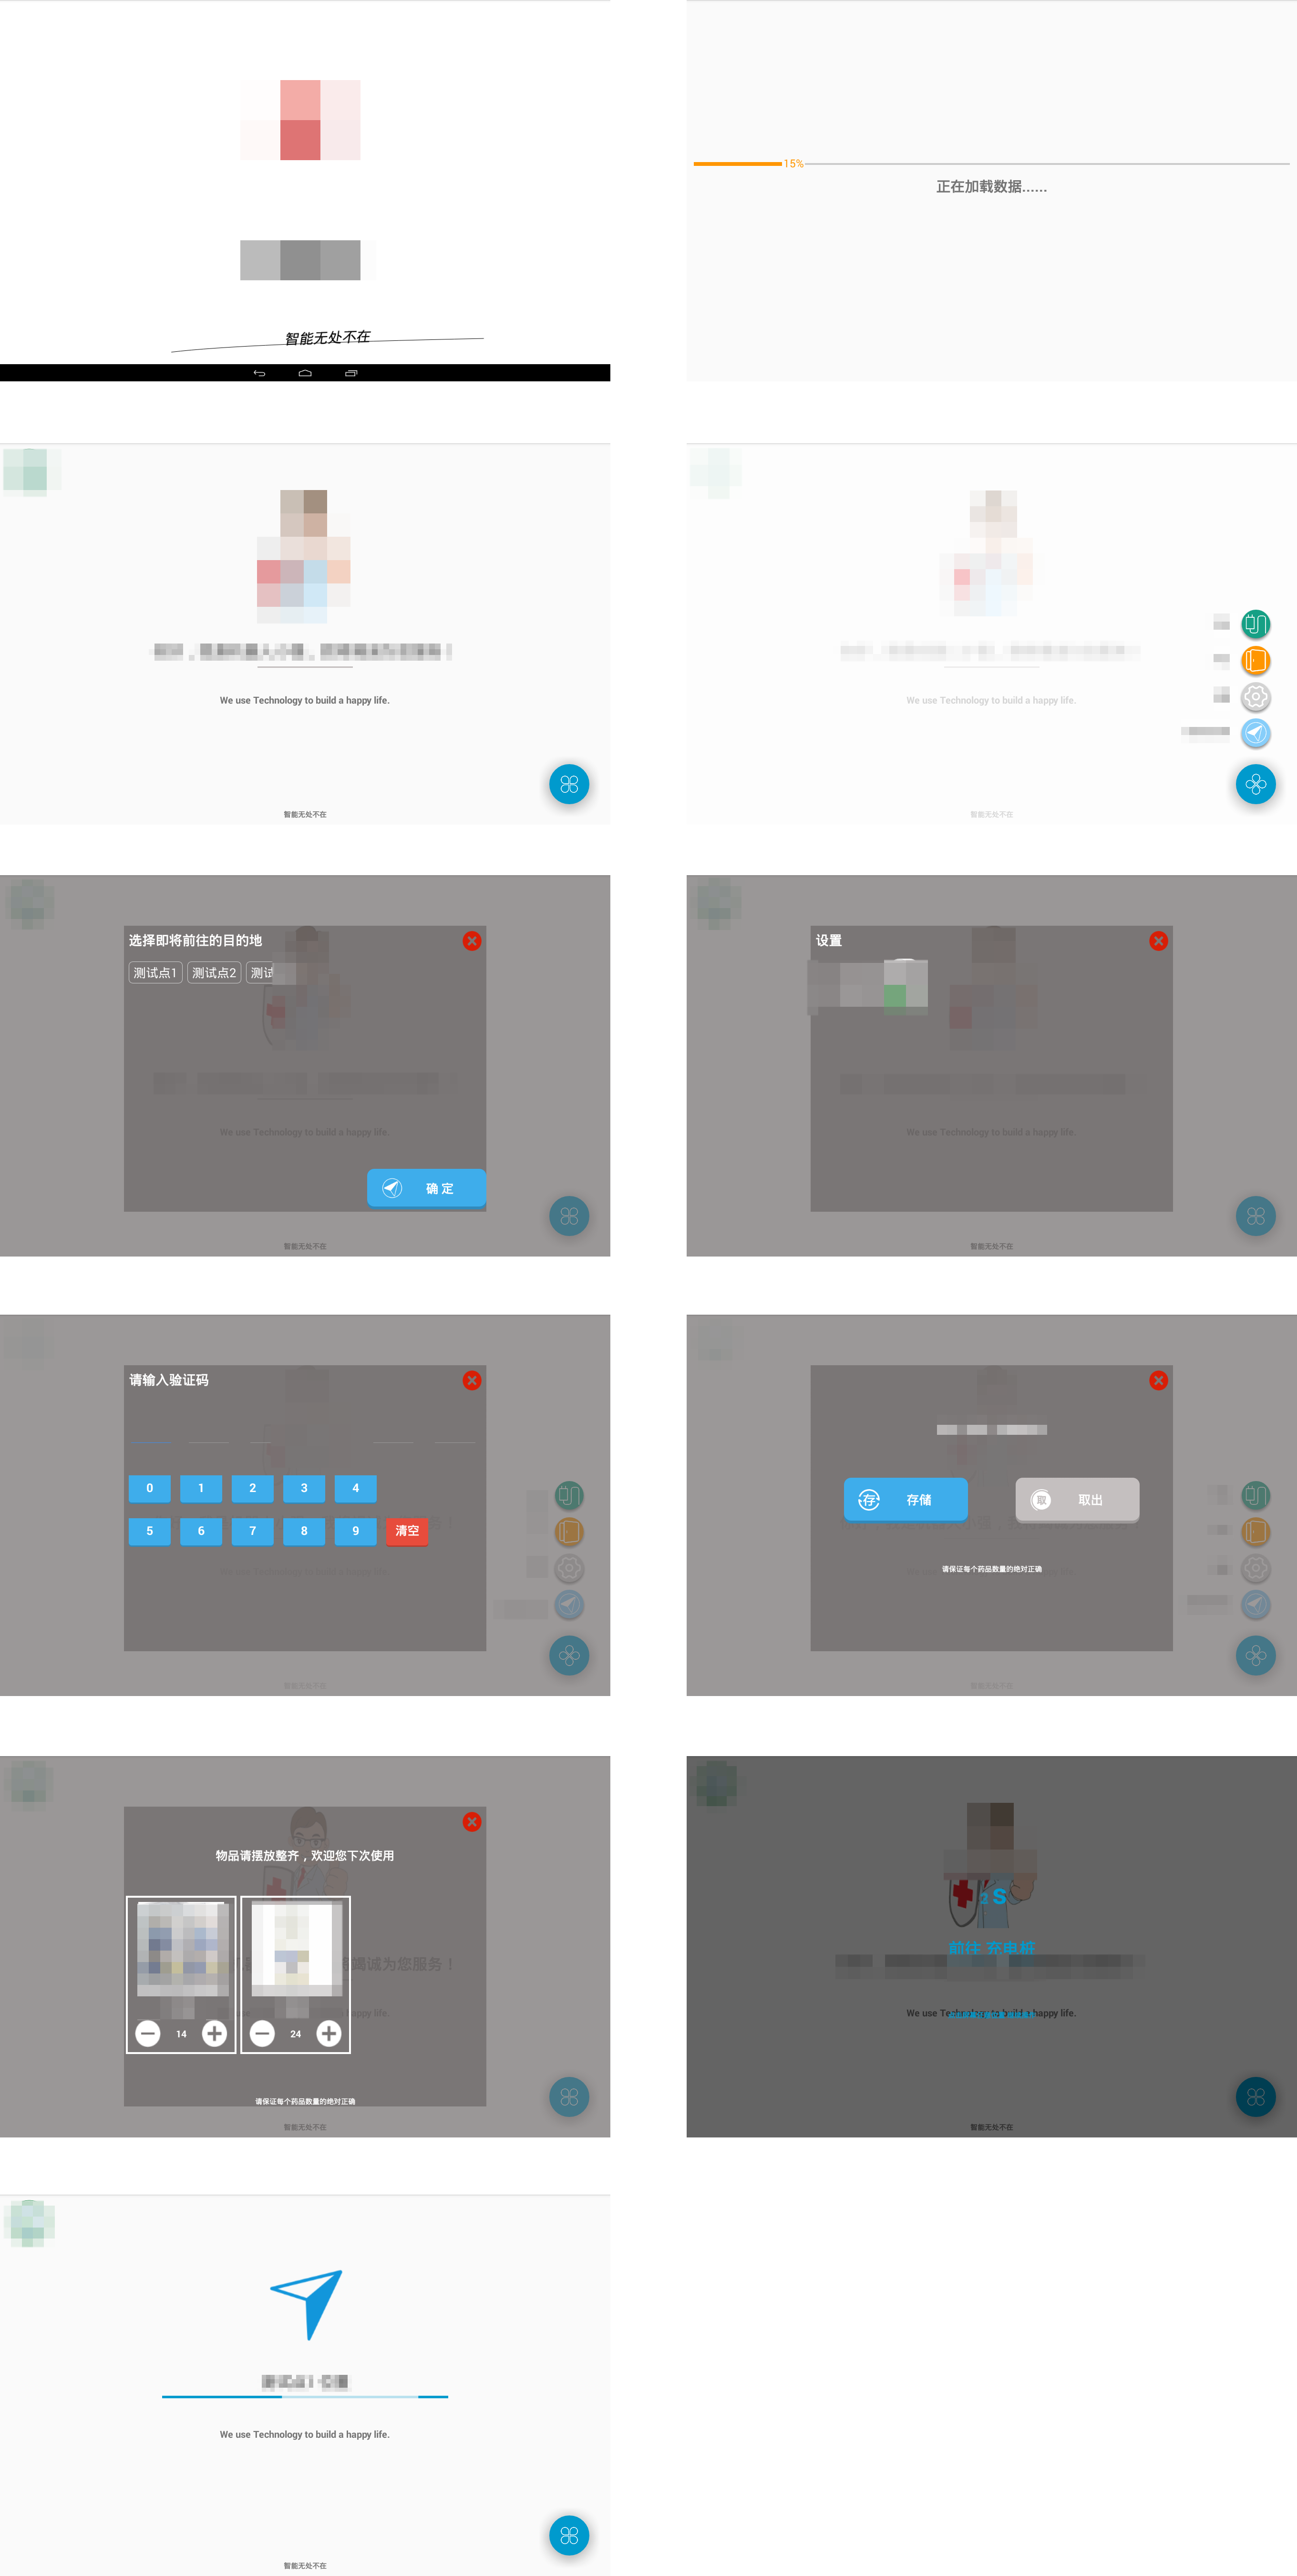 智能无处不在
15%
正在加载数据......
We use Technology to build a happy life.
智能无处不在
We use Technology to build a happy life.
智能无处不在
选择即将前往的目的地
测试点1 测试点2 测试
We use Technology to build a happy life.
确 定
智能无处不在
设置
We use Technology to build a happy life.
智能无处不在
请输入验证码
0 1 2 3 4
5 6 7 8 9 清空
！
智能无处不在
存 存储
取 取出
请保证每个药品数量的绝对正确
智能无处不在
物品请摆放整齐，欢迎您下次使用
竭诚为您服务！
happy life.
14
24
请保证每个药品数量的绝对正确
智能无处不在
2 S
前往 充电桩
We use Technology to build a happy life.
智能无处不在
We use Technology to build a happy life.
智能无处不在